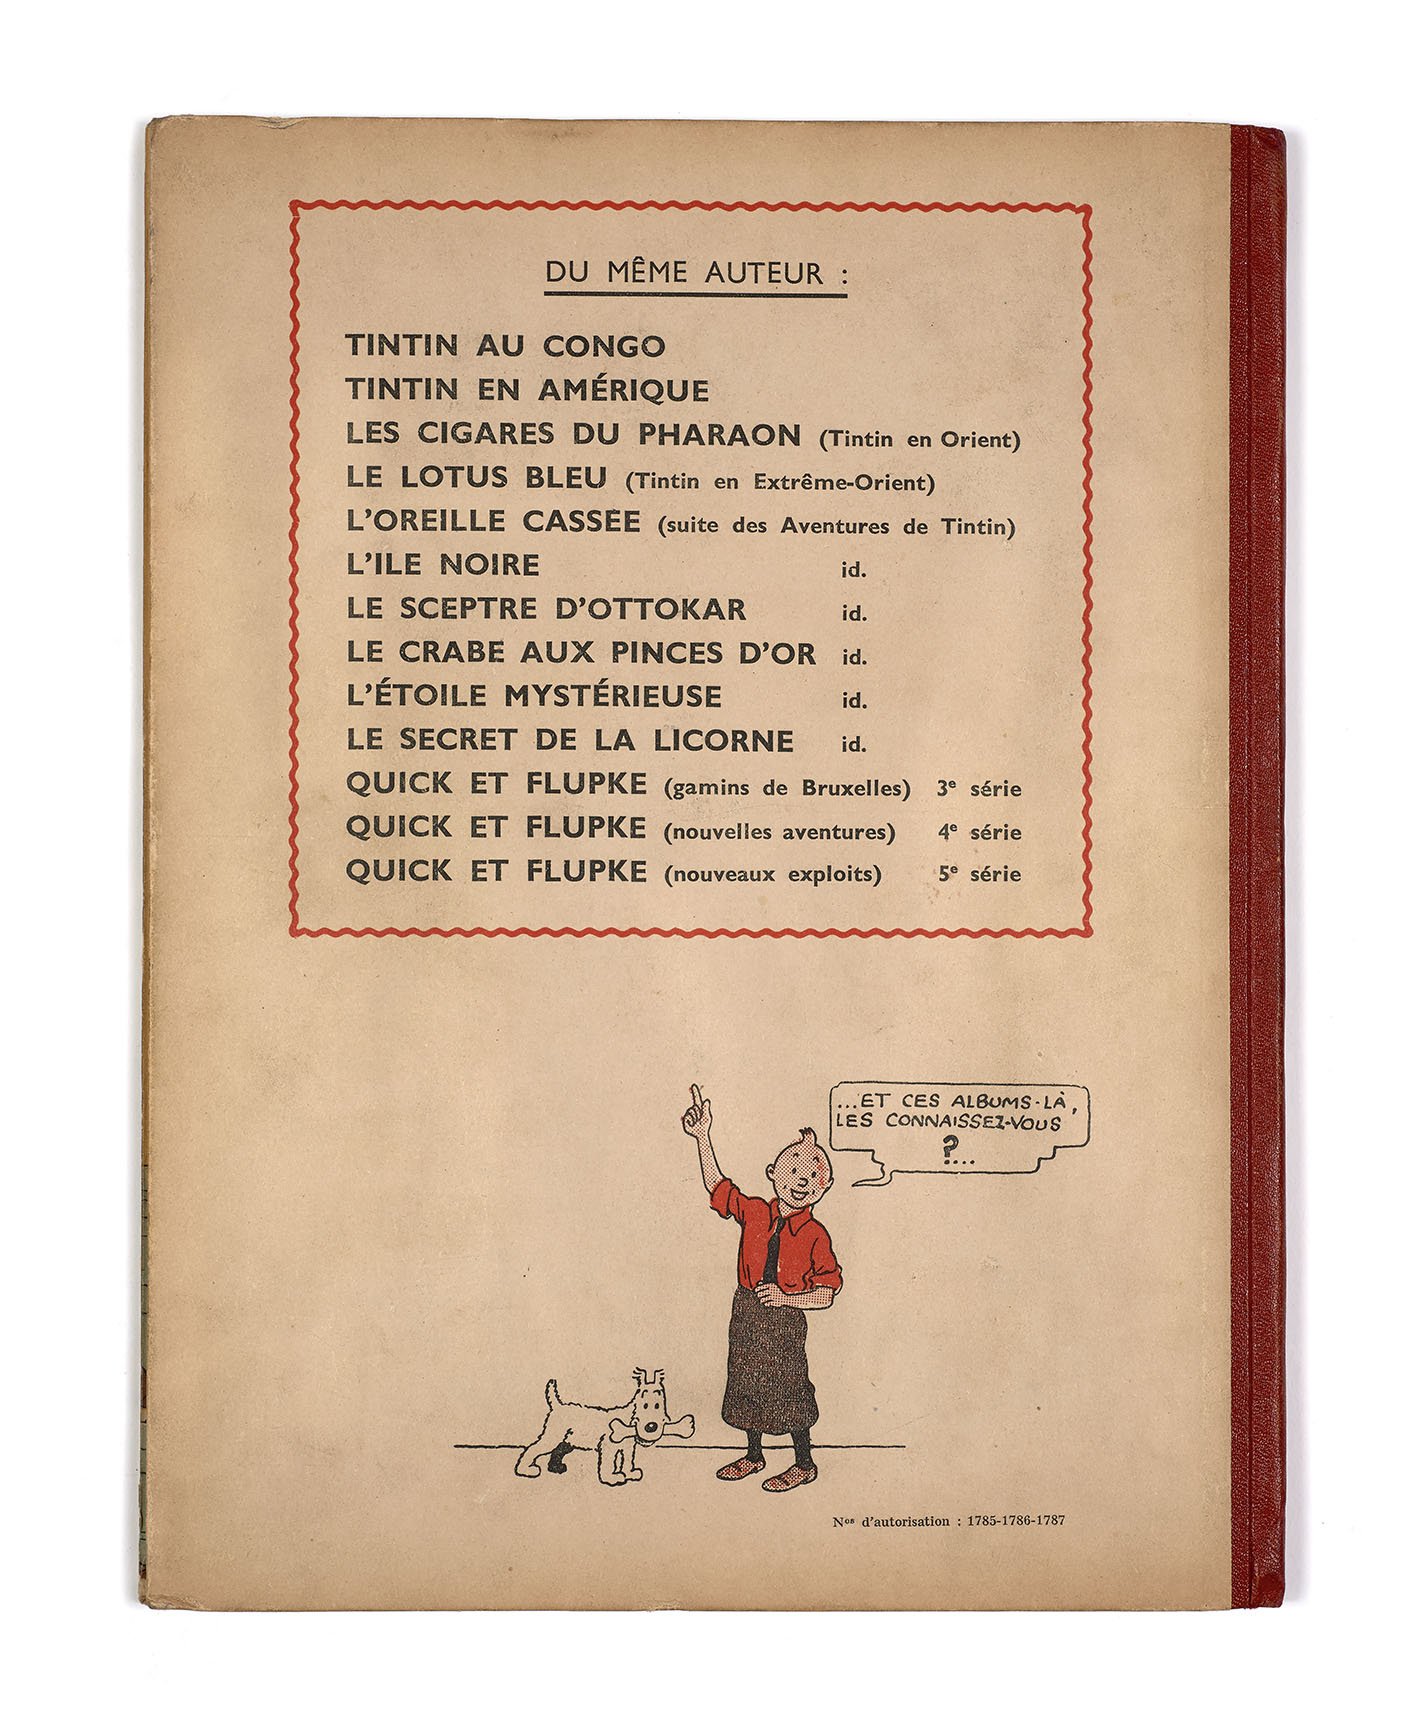 DU MÊME AUTEUR :
TINTIN AU CONGO
TINTIN EN AMÉRIQUE
LES CIGARES DU PHARAON (Tintin en Orient)
LE LOTUS BLEU (Tintin en Extrême-Orient)
L'OREILLE CASSÉE (suite des Aventures de Tintin)
L'ILE NOIRE id.
LE SCEPTRE D'OTTOKAR id.
LE CRABE AUX PINCES D'OR id.
L'ÉTOILE MYSTÉRIEUSE id.
LE SECRET DE LA LICORNE id.
QUICK ET FLUPKE (gamins de Bruxelles) 3e série
QUICK ET FLUPKE (nouvelles aventures) 4e série
QUICK ET FLUPKE (nouveaux exploits) 5e série
...ET CES ALBUMS-LÀ,
LES CONNAISSEZ-VOUS
?...
Nos d'autorisation : 1785-1786-1787